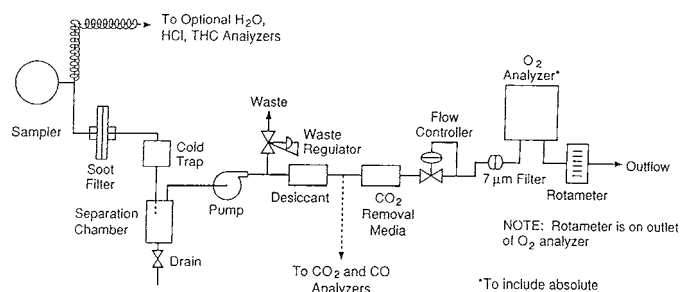 To Optional H2O,
HCl, THC Analyzers
O2
Analyzer*
Sampler
Soot
Filter
Cold
Trap
Waste
Waste
Regulator
Flow
Controller
Separation
Chamber
Pump
Desiccant
CO2
Removal
Media
7 µm Filter
Rotameter
Outflow
Drain
To CO2 and CO
Analyzers
NOTE: Rotameter is on outlet
of O2 analyzer
*To include absolute